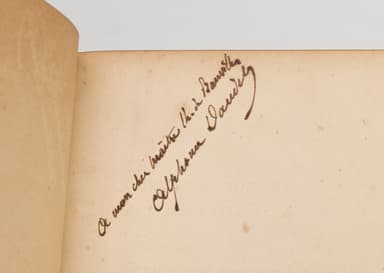 A mon cher maître Th. de Banville
Alphonse Daudet